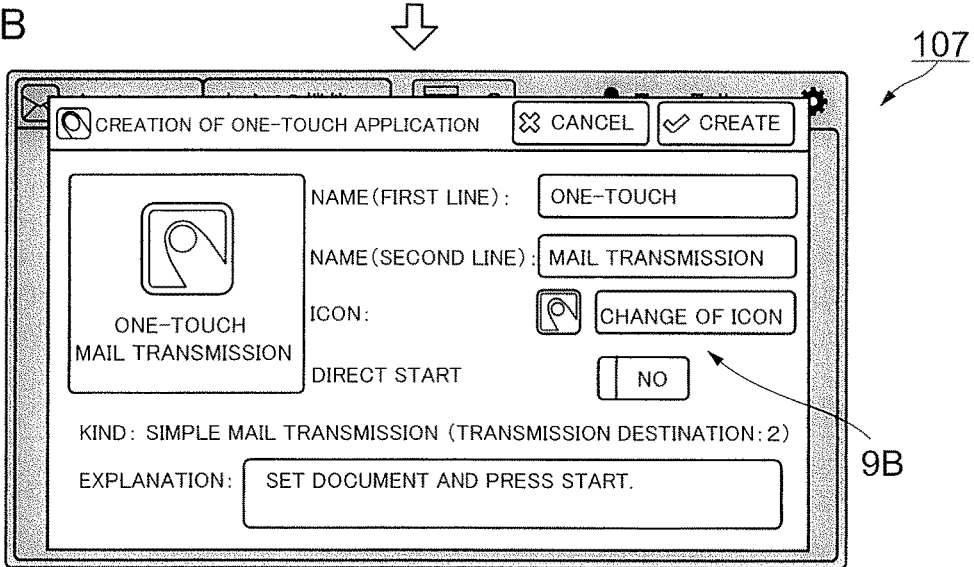 B
107
CREATION OF ONE-TOUCH APPLICATION CANCEL CREATE
NAME(FIRST LINE): ONE-TOUCH
NAME(SECOND LINE): MAIL TRANSMISSION
ICON: CHANGE OF ICON
ONE-TOUCH
MAIL TRANSMISSION
DIRECT START NO
KIND: SIMPLE MAIL TRANSMISSION (TRANSMISSION DESTINATION:2)
9B
EXPLANATION: SET DOCUMENT AND PRESS START.